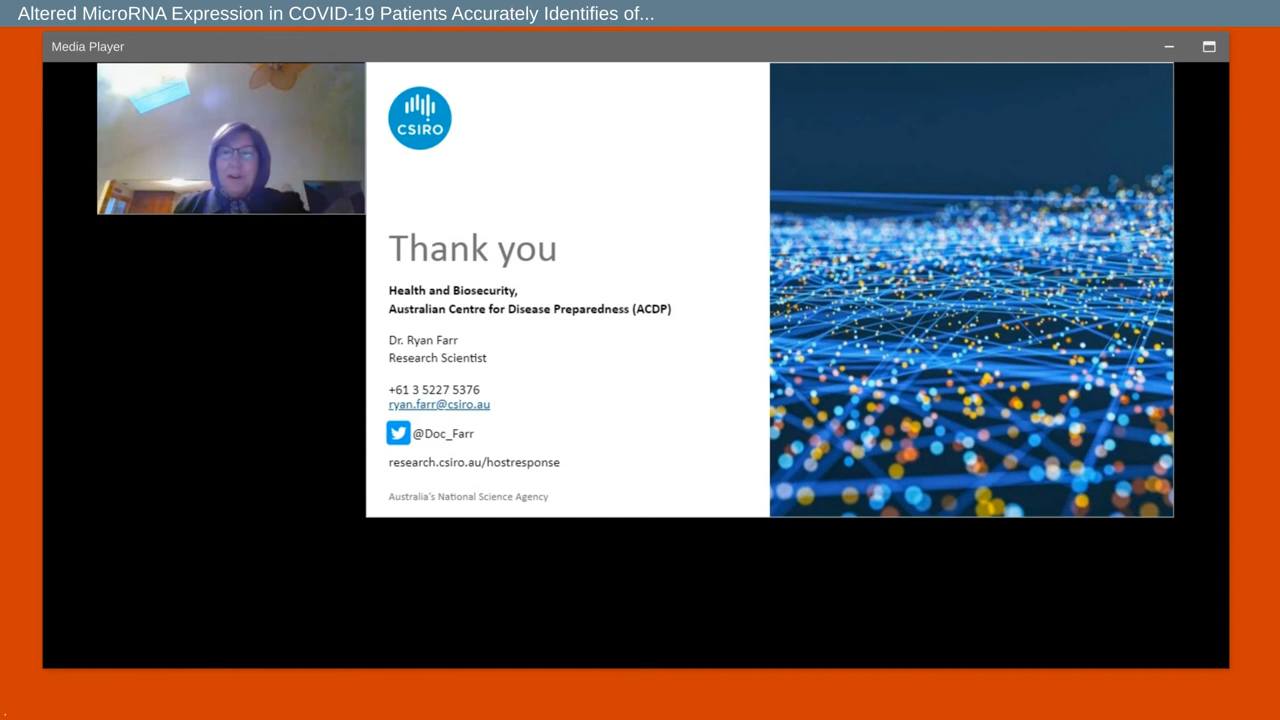 Altered MicroRNA Expression in COVID-19 Patients Accurately Identifies of...
Media Player
CSIRO
Thank you
Health and Biosecurity,
Australian Centre for Disease Preparedness (ACDP)
Dr. Ryan Farr
Research Scientist
+61 3 5227 5376
ryan.farr@csiro.au
@Doc_Farr
research.csiro.au/hostresponse
Australia's National Science Agency